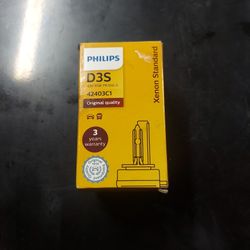 PHILIPS
D3S
42403C1
Original quality
3
years
warranty
Xenon Standard